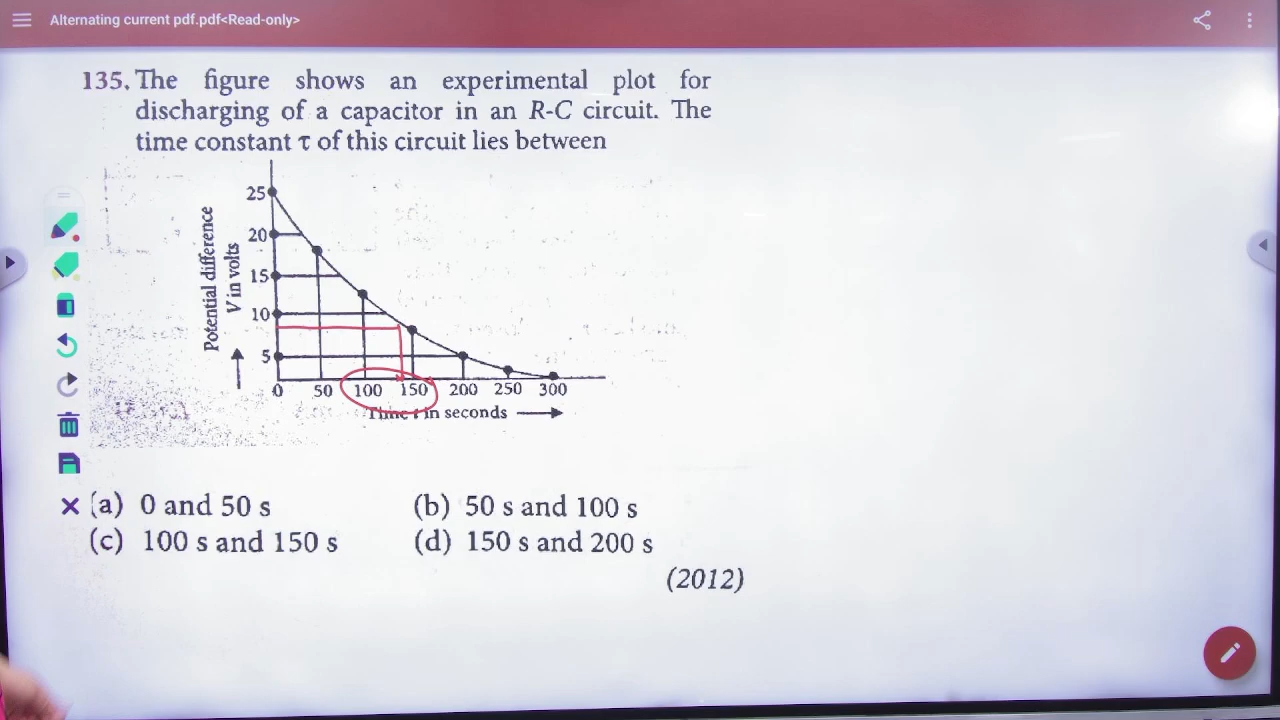 Alternating current pdf.pdf<Read-only>
135. The figure shows an experimental plot for
discharging of a capacitor in an R-C circuit. The
time constant τ of this circuit lies between
Potential difference
V in volts
25
20
15
10
5
0 50 100 150 200 250 300
Time t in seconds
(a) 0 and 50 s (b) 50 s and 100 s
(c) 100 s and 150 s (d) 150 s and 200 s
(2012)